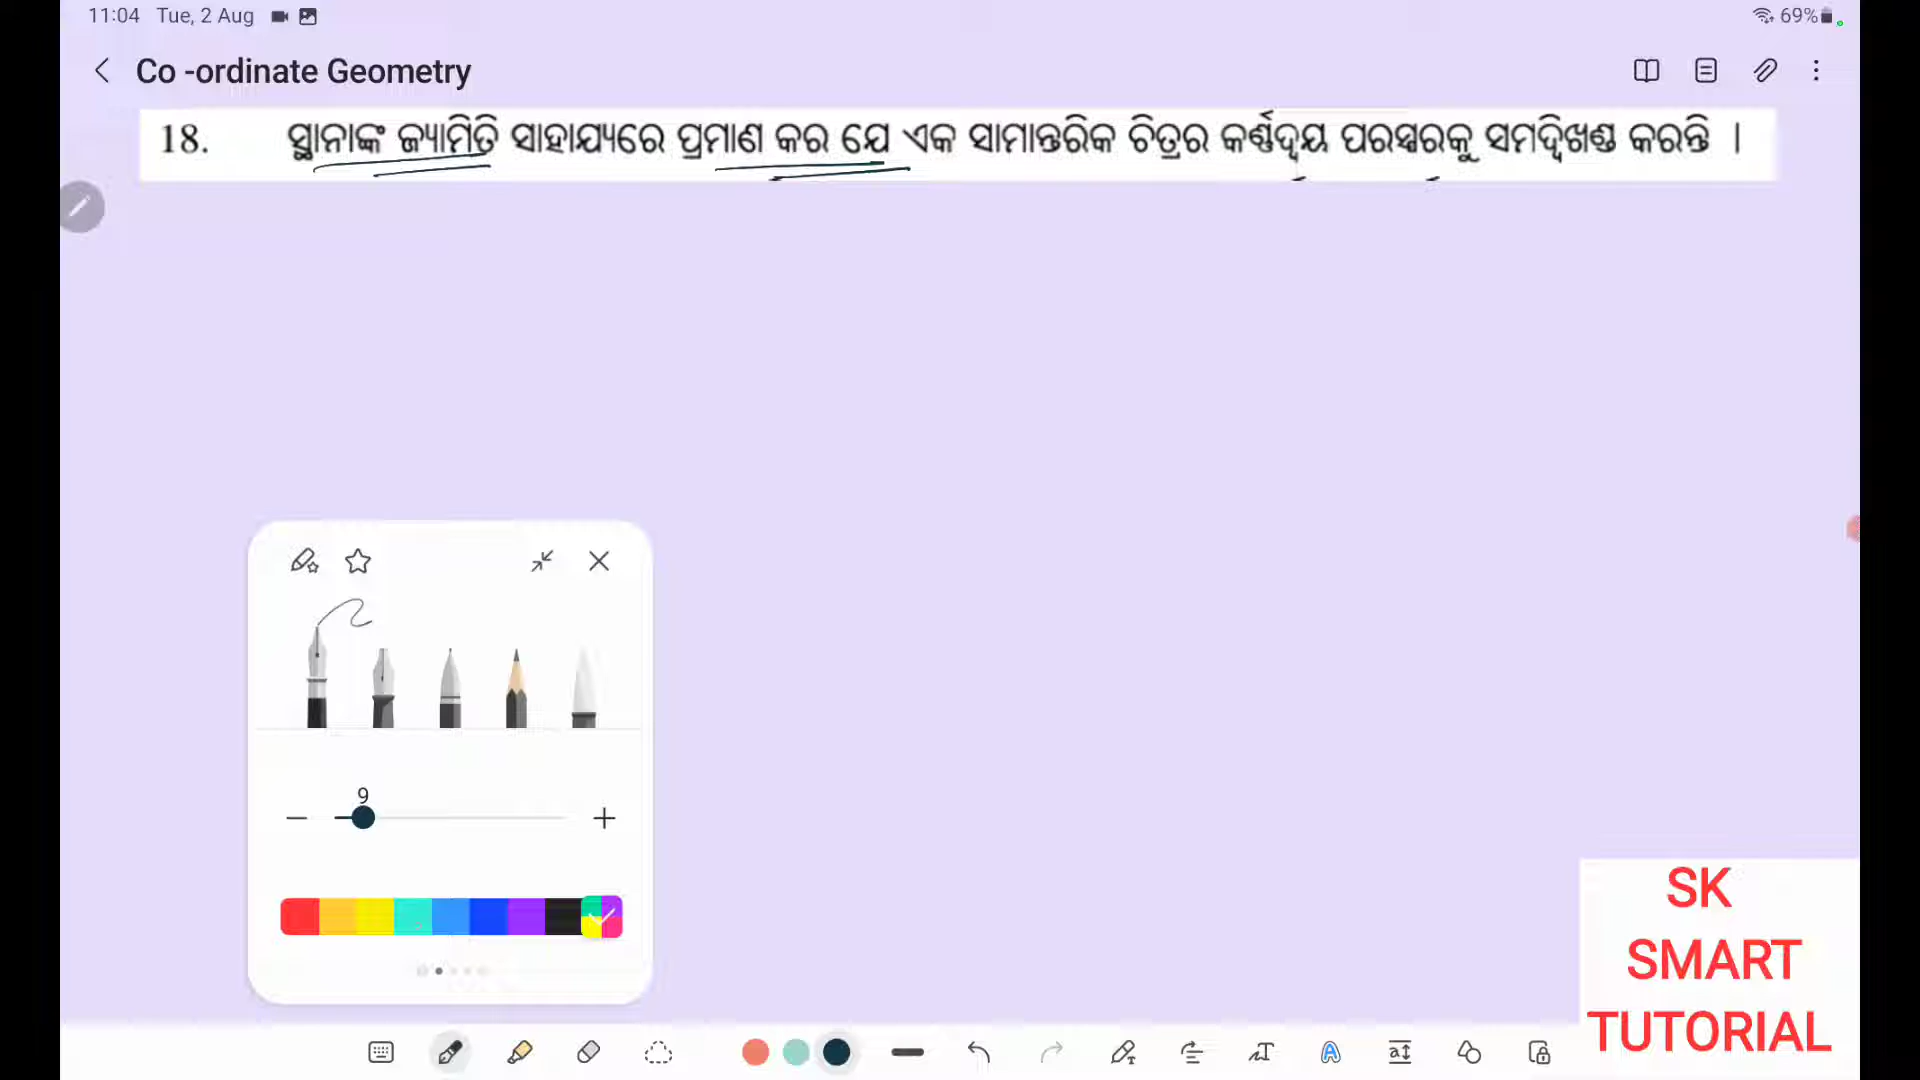 11:04 Tue, 2 Aug
69%
Co -ordinate Geometry
18. ସ୍ଥାନାଙ୍କ ଜ୍ୟାମିତି ସାହାଯ୍ୟରେ ପ୍ରମାଣ କର ଯେ ଏକ ସାମାନ୍ତରିକ ଚିତ୍ରର କର୍ଣ୍ଣଦ୍ୱୟ ପରସ୍ପରକୁ ସମଦ୍ୱିଖଣ୍ଡ କରନ୍ତି ।
9
SK
SMART
TUTORIAL